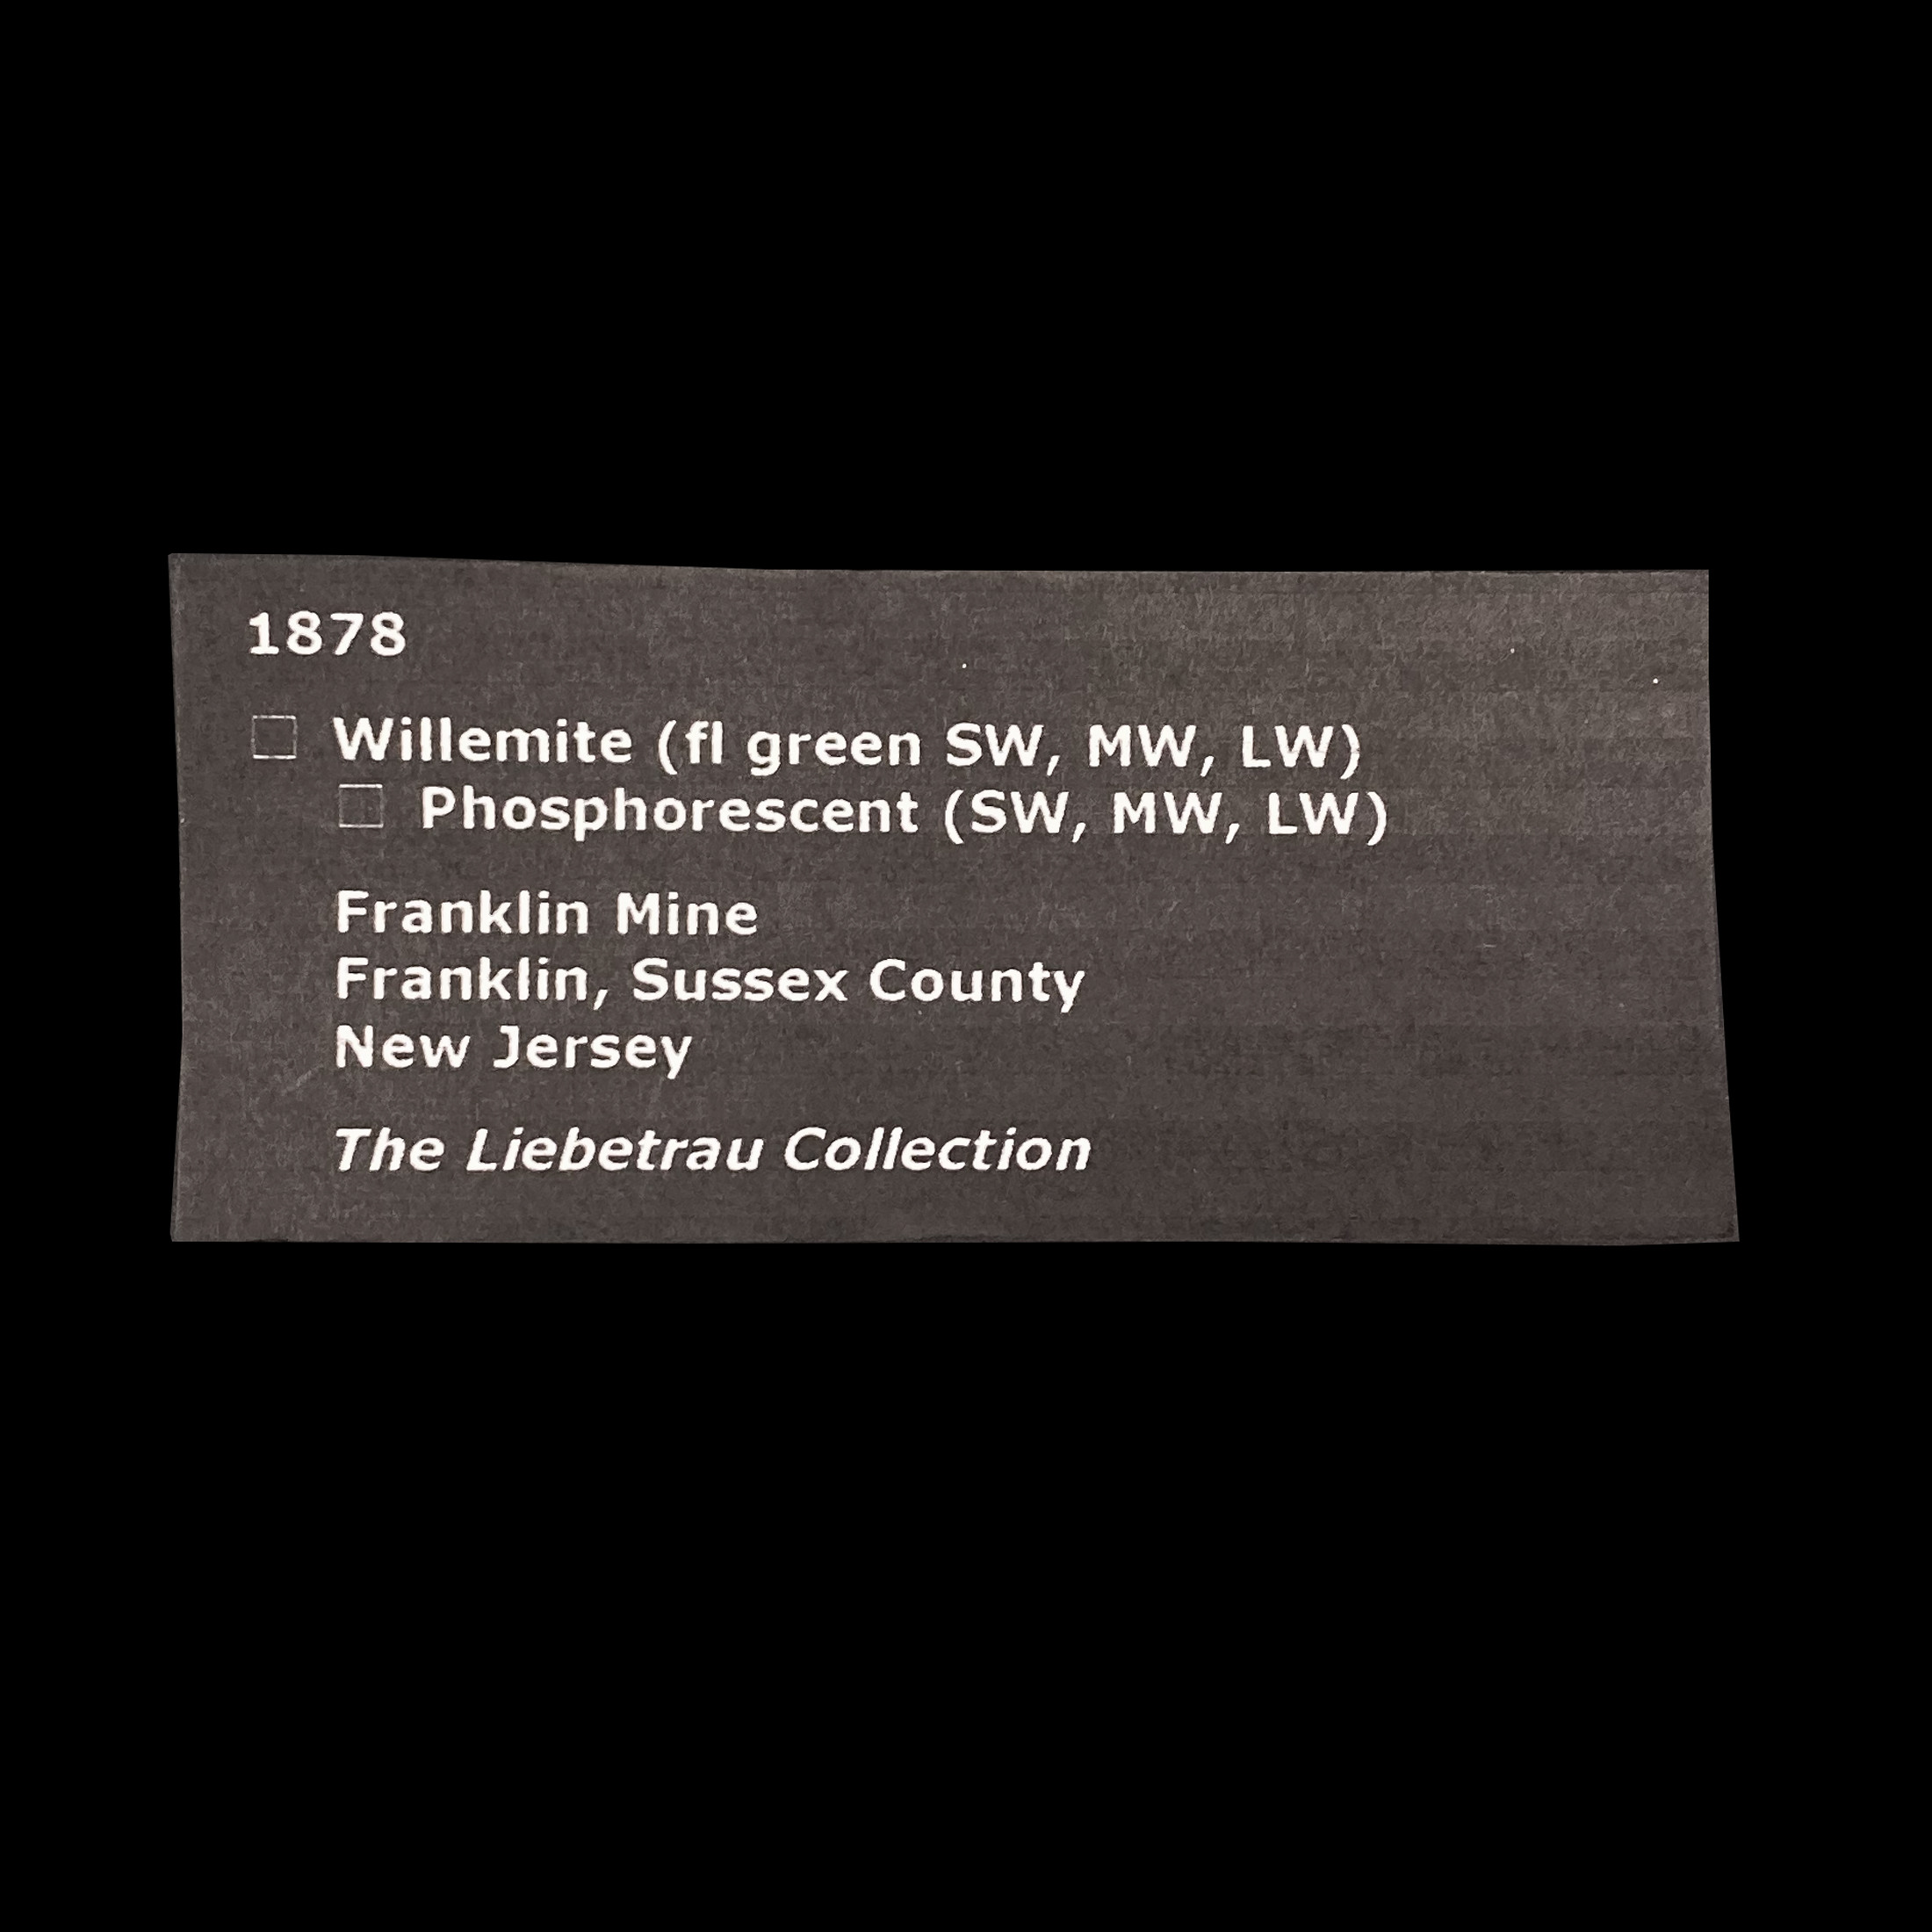 1878
☐ Willemite (fl green SW, MW, LW)
☐ Phosphorescent (SW, MW, LW)
Franklin Mine
Franklin, Sussex County
New Jersey
The Liebetrau Collection